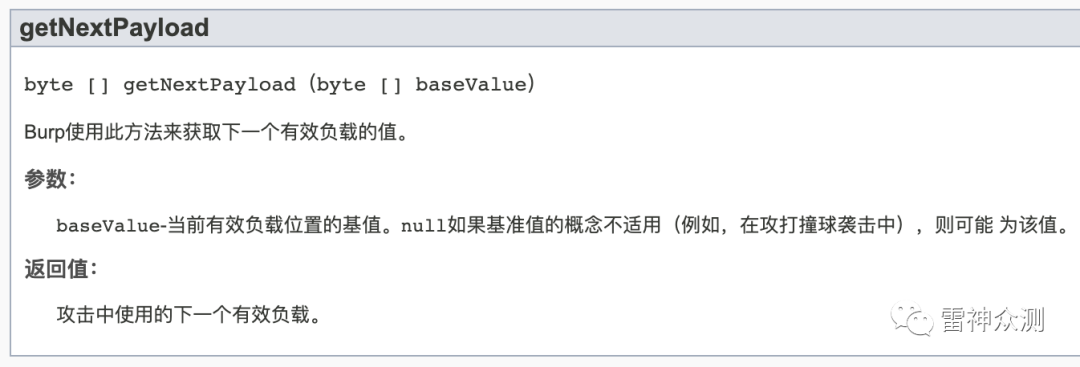 getNextPayload
byte [] getNextPayload（byte [] baseValue）
Burp使用此方法来获取下一个有效负载的值。
参数：
baseValue-当前有效负载位置的基值。null如果基准值的概念不适用（例如，在攻打撞球袭击中），则可能 为该值。
返回值：
攻击中使用的下一个有效负载。
雷神众测